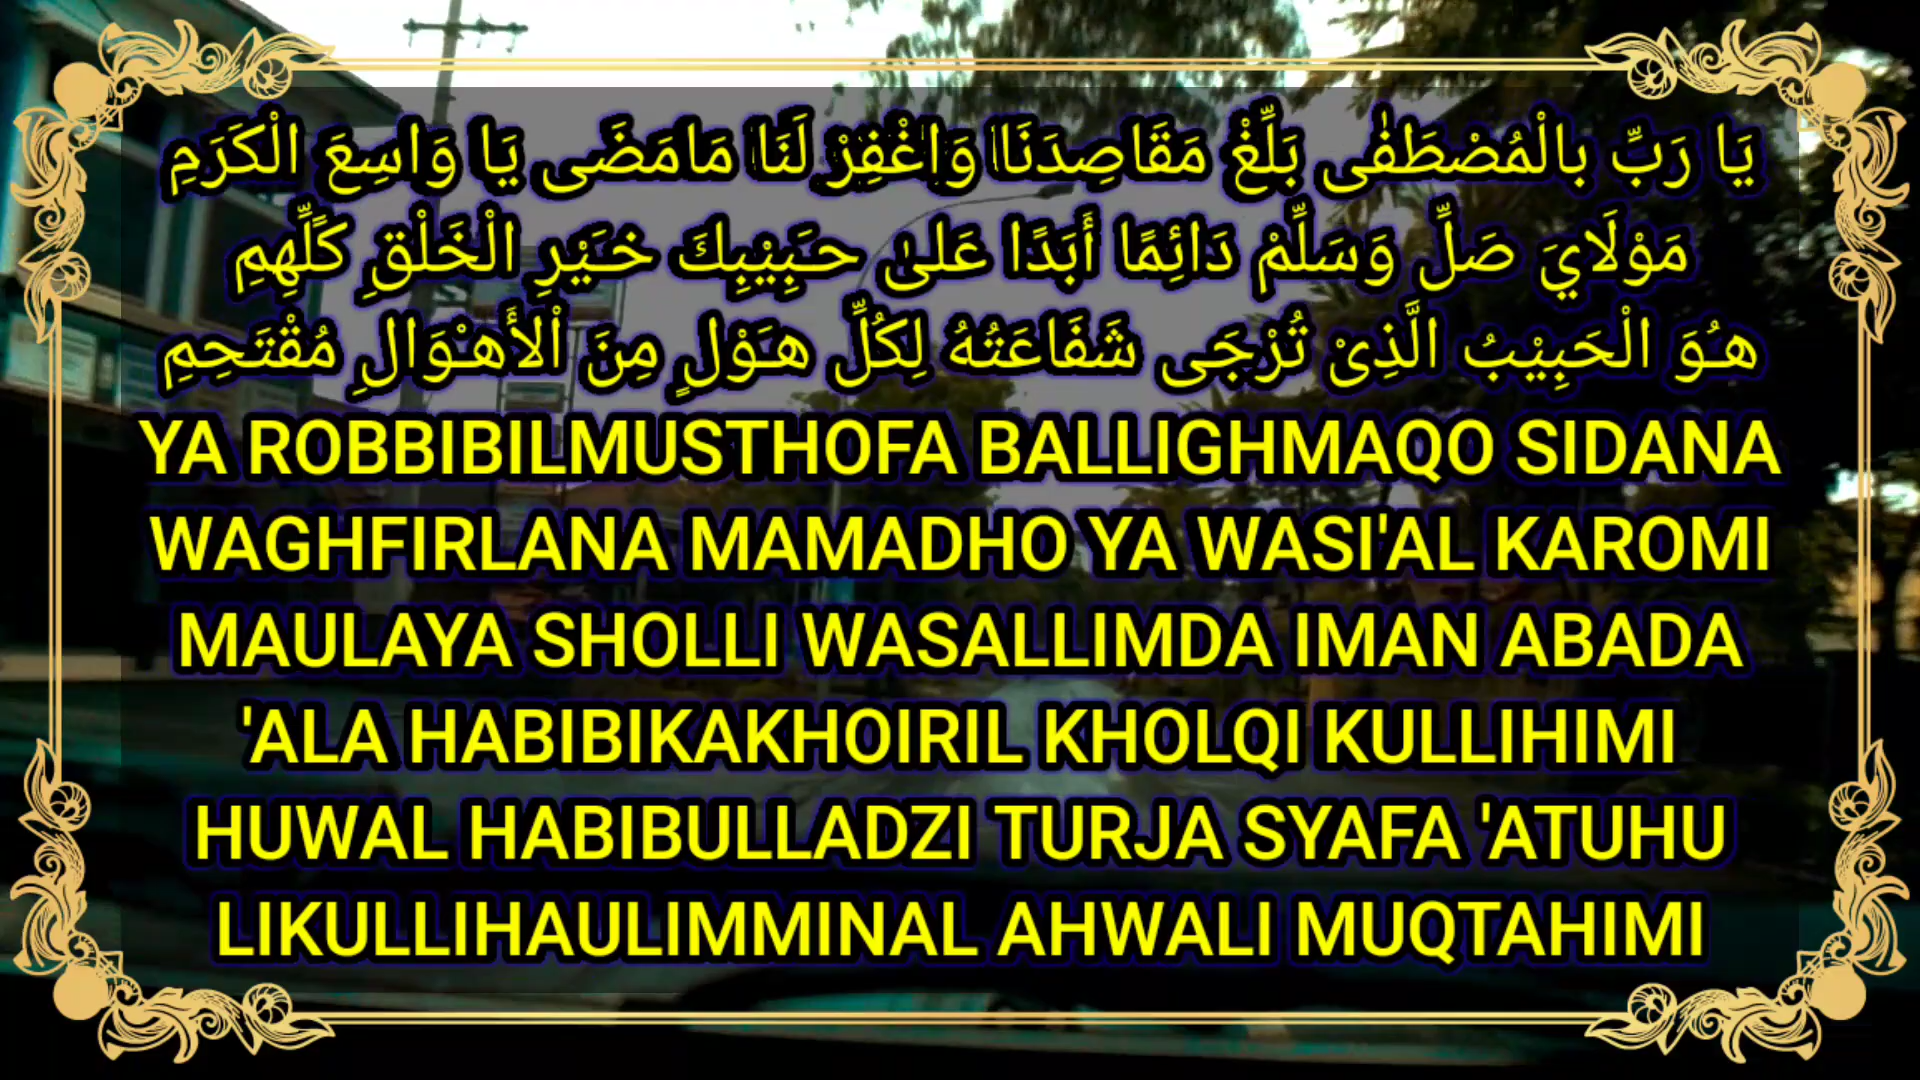 يَا رَبِّ بالْمُصْطَفٰى بَلِّغْ مَقَاصِدَنَا وَاغْفِرْ لَنَا مَامَضَى يَا وَاسِعَ الْكَرَمِ
مَوْلَايَ صَلِّ وَسَلِّمْ دَائِمًا أَبَدًا عَلىٰ حَبِيْبِكَ خَيْرِ الْخَلْقِ كُلِّهِمِ
هُوَ الْحَبِيْبُ الَّذِىْ تُرْجَى شَفَاعَتُهُ لِكُلِّ هَوْلٍ مِنَ اْلأَهْوَالِ مُقْتَحِمِ
YA ROBBIBILMUSTHOFA BALLIGHMAQO SIDANA
WAGHFIRLANA MAMADHO YA WASI'AL KAROMI
MAULAYA SHOLLI WASALLIMDA IMAN ABADA
'ALA HABIBIKAKHOIRIL KHOLQI KULLIHIMI
HUWAL HABIBULLADZI TURJA SYAFA 'ATUHU
LIKULLIHAULIMMINAL AHWALI MUQTAHIMI